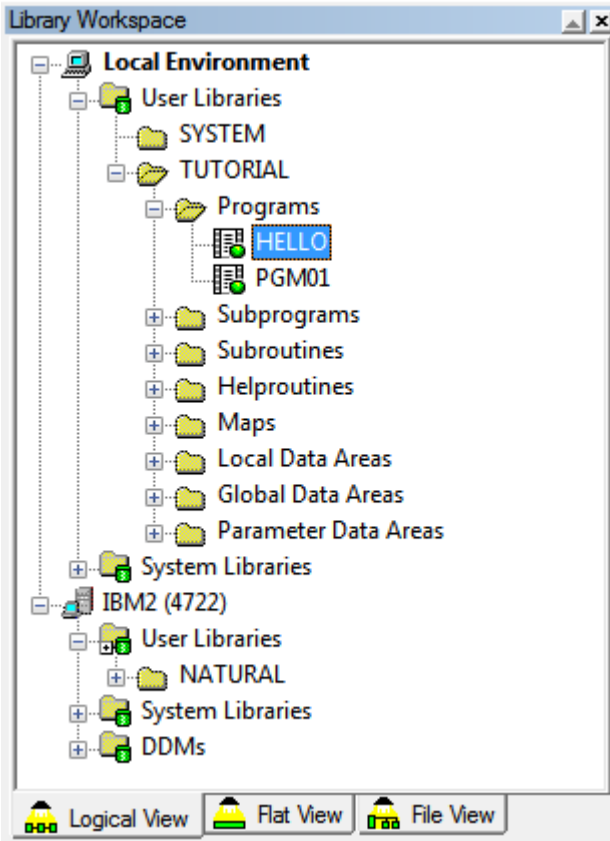 Library Workspace
Local Environment
User Libraries
SYSTEM
TUTORIAL
Programs
HELLO
PGM01
Subprograms
Subroutines
Helproutines
Maps
Local Data Areas
Global Data Areas
Parameter Data Areas
System Libraries
IBM2 (4722)
User Libraries
NATURAL
System Libraries
DDMs
Logical View Flat View File View